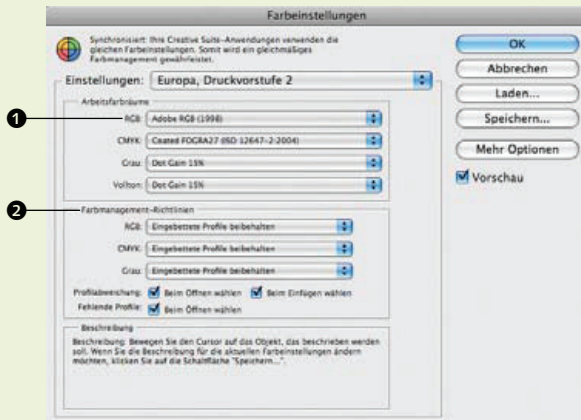 Farbeinstellungen
Synchronisiert: Ihre Creative Suite-Anwendungen verwenden die
gleichen Farbeinstellungen. Somit wird ein gleichmäßiges
Farbmanagement gewährleistet.
Einstellungen: Europa, Druckvorstufe 2
Arbeitsfarbräume
1 RGB: Adobe RGB (1998)
CMYK: Coated FOGRA27 (ISO 12647-2:2004)
Grau: Dot Gain 15%
Vollton: Dot Gain 15%
2 Farbmanagement-Richtlinien
RGB: Eingebettete Profile beibehalten
CMYK: Eingebettete Profile beibehalten
Grau: Eingebettete Profile beibehalten
Profilabweichung: Beim Öffnen wählen Beim Einfügen wählen
Fehlende Profile: Beim Öffnen wählen
Beschreibung
Beschreibung: Bewegen Sie den Cursor auf das Objekt, das beschrieben werden
soll. Wenn Sie die Beschreibung für die aktuellen Farbeinstellungen ändern
möchten, klicken Sie auf die Schaltfläche "Speichern...".
OK
Abbrechen
Laden...
Speichern...
Mehr Optionen
Vorschau